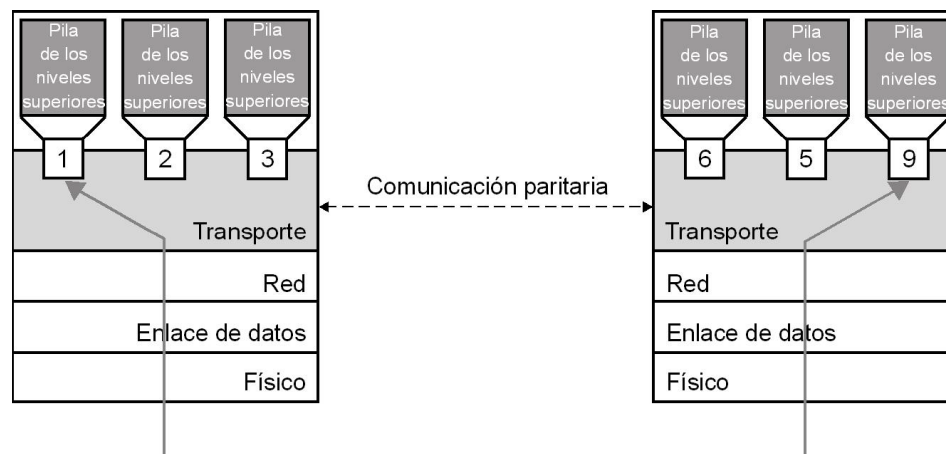 Pila
de los
niveles
superiores
Pila
de los
niveles
superiores
Pila
de los
niveles
superiores
1
2
3
Transporte
Red
Enlace de datos
Físico
Comunicación paritaria
Pila
de los
niveles
superiores
Pila
de los
niveles
superiores
Pila
de los
niveles
superiores
6
5
9
Transporte
Red
Enlace de datos
Físico